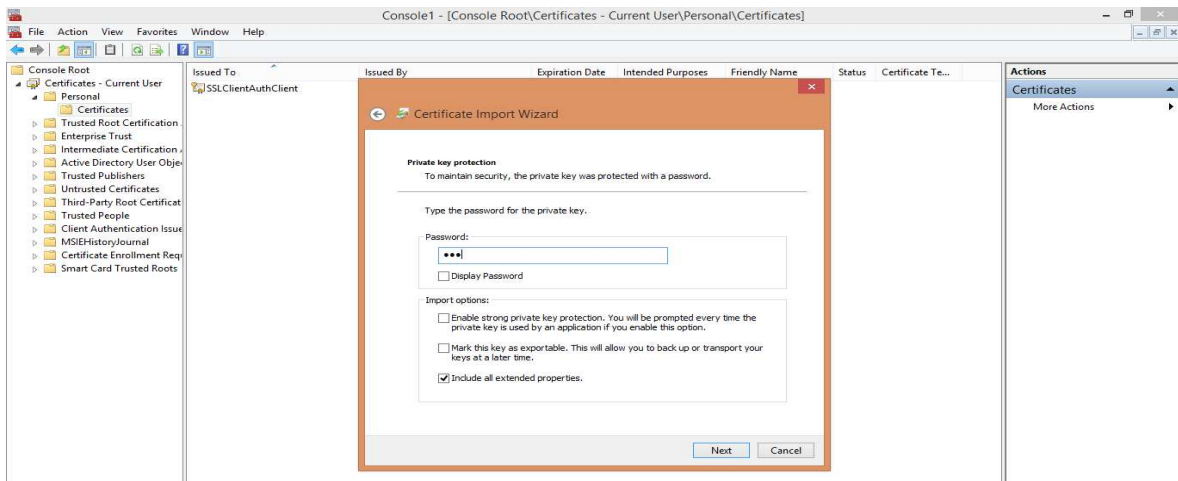 Console1 - [Console Root\Certificates - Current User\Personal\Certificates]
File Action View Favorites Window Help
Console Root
Certificates - Current User
Personal
Certificates
Trusted Root Certification
Enterprise Trust
Intermediate Certification
Active Directory User Obje
Trusted Publishers
Untrusted Certificates
Third-Party Root Certificat
Trusted People
Client Authentication Issue
MSIEHistoryJournal
Certificate Enrollment Req
Smart Card Trusted Roots
Issued To Issued By Expiration Date Intended Purposes Friendly Name Status Certificate Te...
SSLClientAuthClient
Certificate Import Wizard
Private key protection
To maintain security, the private key was protected with a password.
Type the password for the private key.
Password:
•••
Display Password
Import options:
Enable strong private key protection. You will be prompted every time the
private key is used by an application if you enable this option.
Mark this key as exportable. This will allow you to back up or transport your
keys at a later time.
Include all extended properties.
Next Cancel
Actions
Certificates
More Actions